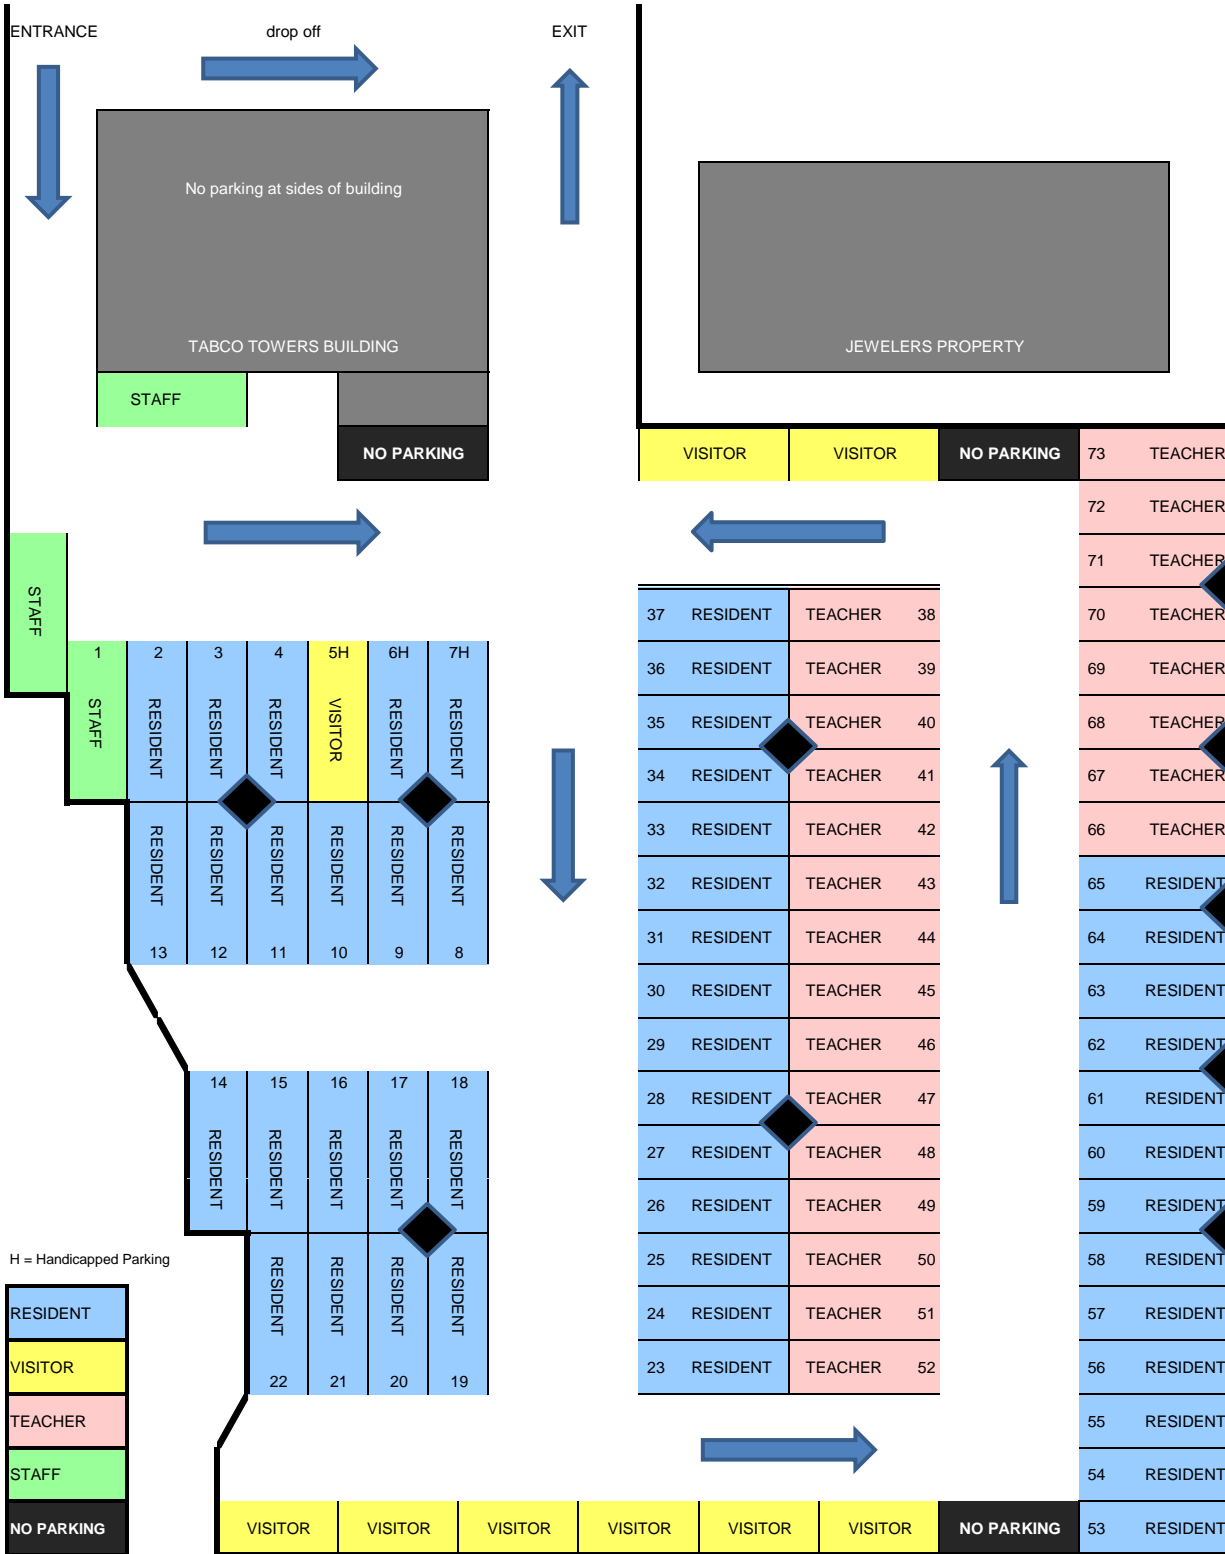 ENTRANCE drop off EXIT
No parking at sides of building
TABCO TOWERS BUILDING JEWELERS PROPERTY
STAFF
NO PARKING VISITOR VISITOR NO PARKING 73 TEACHER
72 TEACHER
71 TEACHER
STAFF
37 RESIDENT TEACHER 38 70 TEACHER
1 2 3 4 5H 6H 7H
36 RESIDENT TEACHER 39 69 TEACHER
STAFF RESIDENT RESIDENT RESIDENT VISITOR RESIDENT RESIDENT
35 RESIDENT TEACHER 40 68 TEACHER
34 RESIDENT TEACHER 41 67 TEACHER
33 RESIDENT TEACHER 42 66 TEACHER
RESIDENT RESIDENT RESIDENT RESIDENT RESIDENT RESIDENT
32 RESIDENT TEACHER 43 65 RESIDENT
31 RESIDENT TEACHER 44 64 RESIDENT
13 12 11 10 9 8
30 RESIDENT TEACHER 45 63 RESIDENT
29 RESIDENT TEACHER 46 62 RESIDENT
14 15 16 17 18
28 RESIDENT TEACHER 47 61 RESIDENT
27 RESIDENT TEACHER 48 60 RESIDENT
RESIDENT RESIDENT RESIDENT RESIDENT RESIDENT
26 RESIDENT TEACHER 49 59 RESIDENT
H = Handicapped Parking 25 RESIDENT TEACHER 50 58 RESIDENT
RESIDENT RESIDENT RESIDENT RESIDENT
RESIDENT 24 RESIDENT TEACHER 51 57 RESIDENT
VISITOR 23 RESIDENT TEACHER 52 56 RESIDENT
22 21 20 19
TEACHER 55 RESIDENT
STAFF 54 RESIDENT
NO PARKING VISITOR VISITOR VISITOR VISITOR VISITOR VISITOR NO PARKING 53 RESIDENT